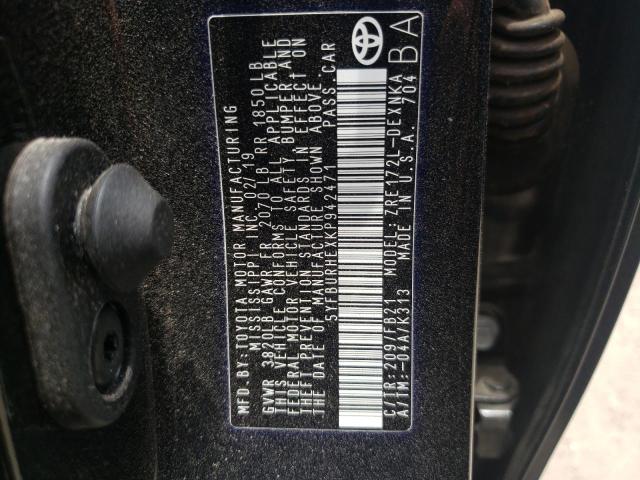 MFD. BY: TOYOTA MOTOR MANUFACTURING
MISSISSIPPI INC. 02/19
GVWR 3820LB GAWR FR 2070 LB RR 1850LB
THIS VEHICLE CONFORMS TO ALL APPLICABLE
FEDERAL MOTOR VEHICLE SAFETY BUMPER AND
THEFT PREVENTION STANDARDS IN EFFECT ON
THE DATE OF MANUFACTURE SHOWN ABOVE.
5YFBURHEXKP942471 PASS. CAR
C/TR: 209/FB21 MODEL: ZRE172L-DEXNKA
A/TM: -04A/K313 MADE IN U.S.A. 704
B A